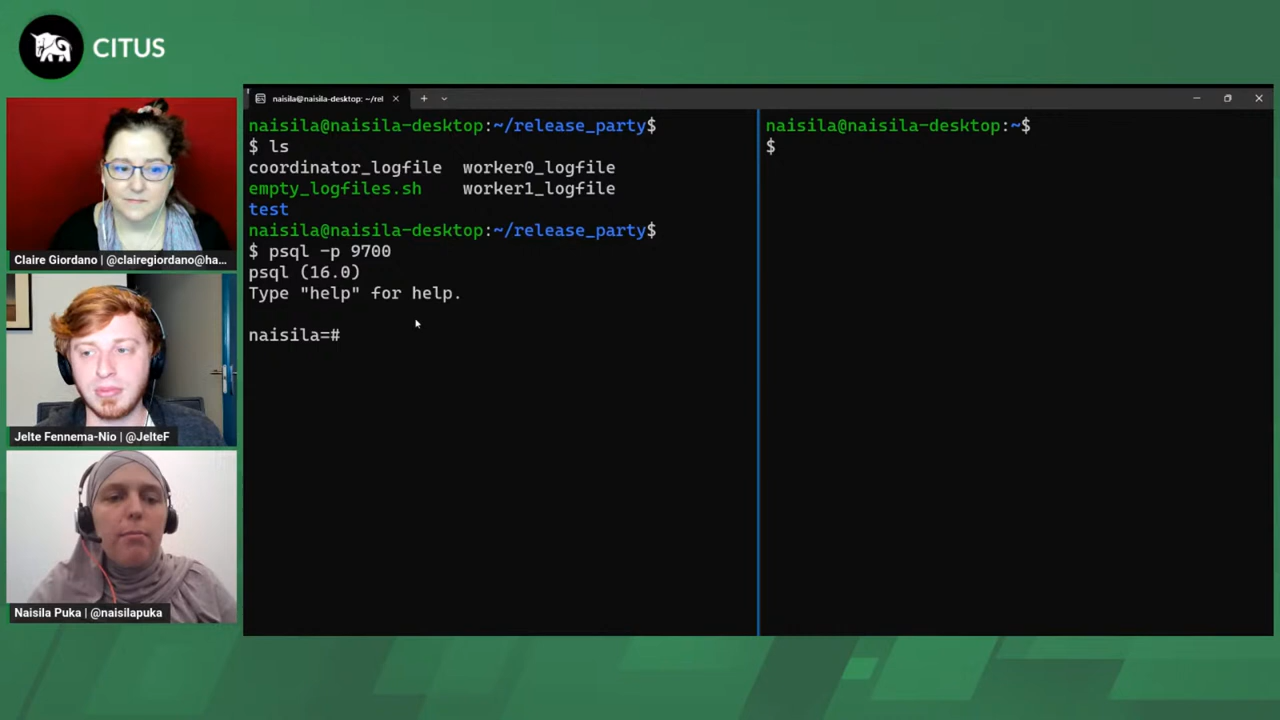 CITUS
Claire Giordano | @clairegiordano@ha...
Jelte Fennema-Nio | @JelteF
Naisila Puka | @naisilapuka
naisila@naisila-desktop: ~/rel
naisila@naisila-desktop:~/release_party$
$ ls
coordinator_logfile worker0_logfile
empty_logfiles.sh worker1_logfile
test
naisila@naisila-desktop:~/release_party$
$ psql -p 9700
psql (16.0)
Type "help" for help.
naisila=#
naisila@naisila-desktop:~$
$